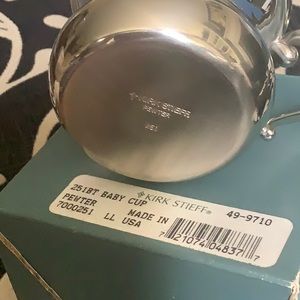 KIRK STIEFF
PEWTER
251
251BT BABY CUP
KIRK STIEFF®
49-9710
PEWTER
MADE IN
7000251 LL USA
7 21074 04837 7